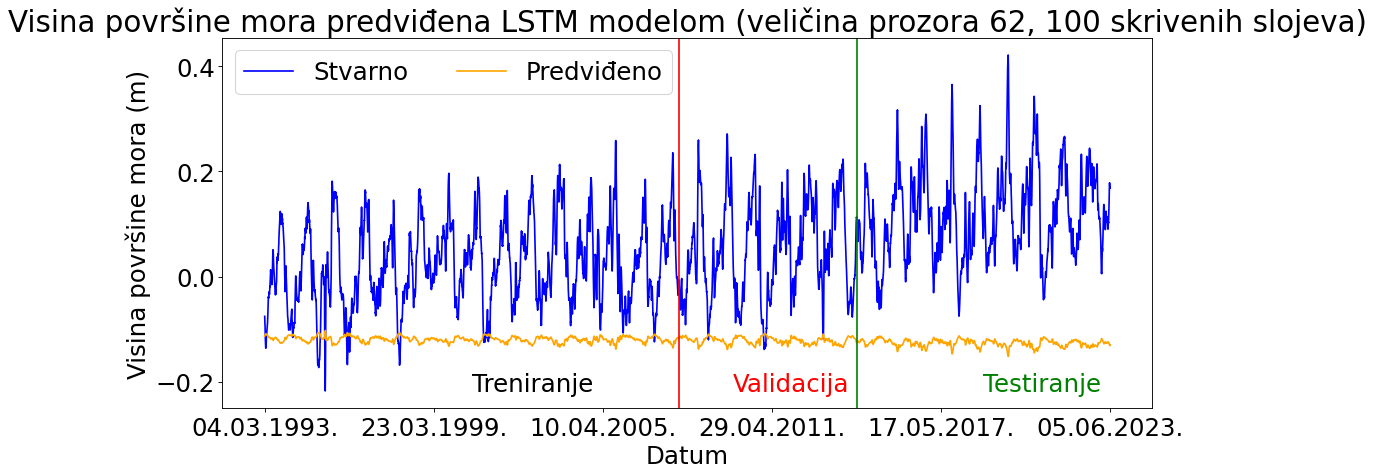 Visina površine mora predviđena LSTM modelom (veličina prozora 62, 100 skrivenih slojeva)
Stvarno Predviđeno
Visina površine mora (m)
0.4
0.2
0.0
−0.2
Treniranje Validacija Testiranje
04.03.1993. 23.03.1999. 10.04.2005. 29.04.2011. 17.05.2017. 05.06.2023.
Datum